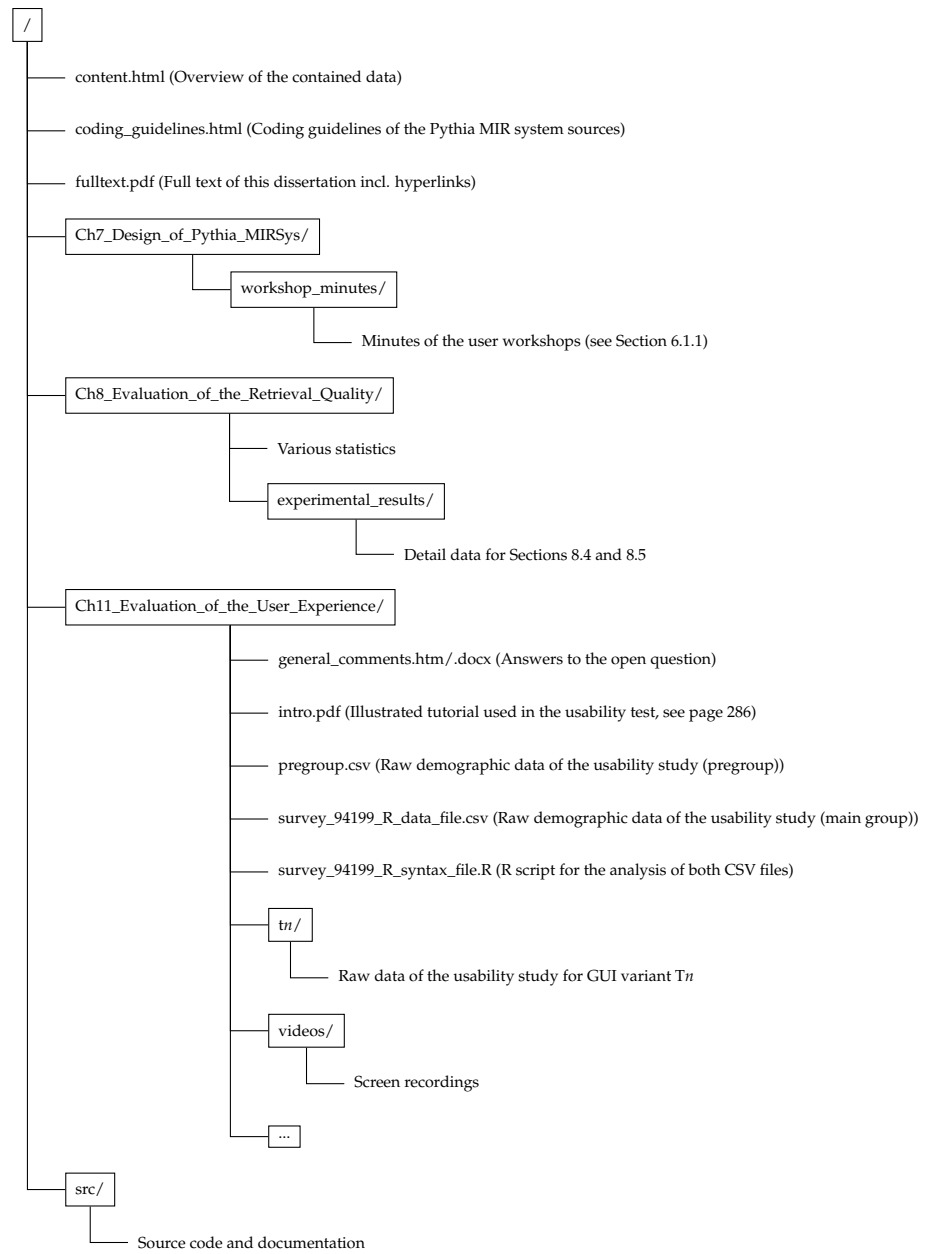 /
content.html (Overview of the contained data)
coding_guidelines.html (Coding guidelines of the Pythia MIR system sources)
fulltext.pdf (Full text of this dissertation incl. hyperlinks)
Ch7_Design_of_Pythia_MIRSys/
workshop_minutes/
Minutes of the user workshops (see Section 6.1.1)
Ch8_Evaluation_of_the_Retrieval_Quality/
Various statistics
experimental_results/
Detail data for Sections 8.4 and 8.5
Ch11_Evaluation_of_the_User_Experience/
general_comments.htm/.docx (Answers to the open question)
intro.pdf (Illustrated tutorial used in the usability test, see page 286)
pregroup.csv (Raw demographic data of the usability study (pregroup))
survey_94199_R_data_file.csv (Raw demographic data of the usability study (main group))
survey_94199_R_syntax_file.R (R script for the analysis of both CSV files)
tn/
Raw data of the usability study for GUI variant Tn
videos/
Screen recordings
...
src/
Source code and documentation